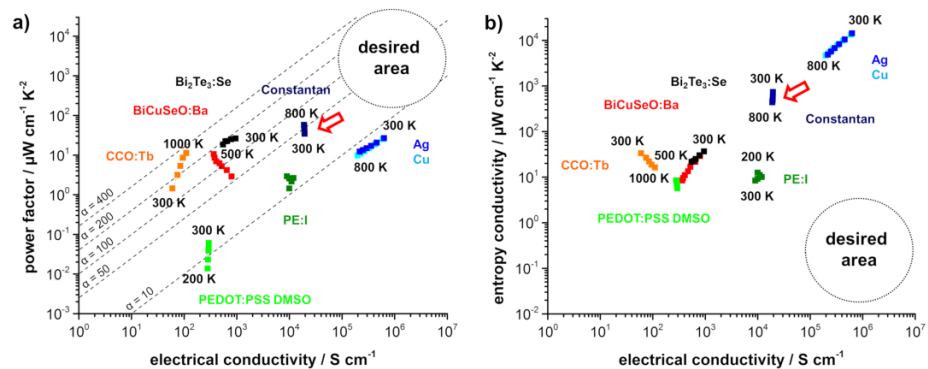 a)
power factor / µW cm⁻¹ K⁻²
10⁴
10³
10²
10¹
10⁰
10⁻¹
10⁻²
10⁻³
desired
area
Bi₂Te₃:Se
Constantan
BiCuSeO:Ba
800 K
300 K
1000 K
300 K
500 K
300 K
Ag
Cu
CCO:Tb
800 K
α = 400
300 K
α = 200
PE:I
α = 100
300 K
α = 50
200 K
α = 10
PEDOT:PSS DMSO
10⁰ 10¹ 10² 10³ 10⁴ 10⁵ 10⁶ 10⁷
electrical conductivity / S cm⁻¹
b)
entropy conductivity / µW cm⁻¹ K⁻²
10⁴
10³
10²
10¹
10⁰
10⁻¹
10⁻²
10⁻³
300 K
Ag
Cu
800 K
Bi₂Te₃:Se
300 K
BiCuSeO:Ba
800 K
Constantan
300 K
300 K
CCO:Tb
500 K
200 K
1000 K
PE:I
300 K
PEDOT:PSS DMSO
desired
area
10⁰ 10¹ 10² 10³ 10⁴ 10⁵ 10⁶ 10⁷
electrical conductivity / S cm⁻¹